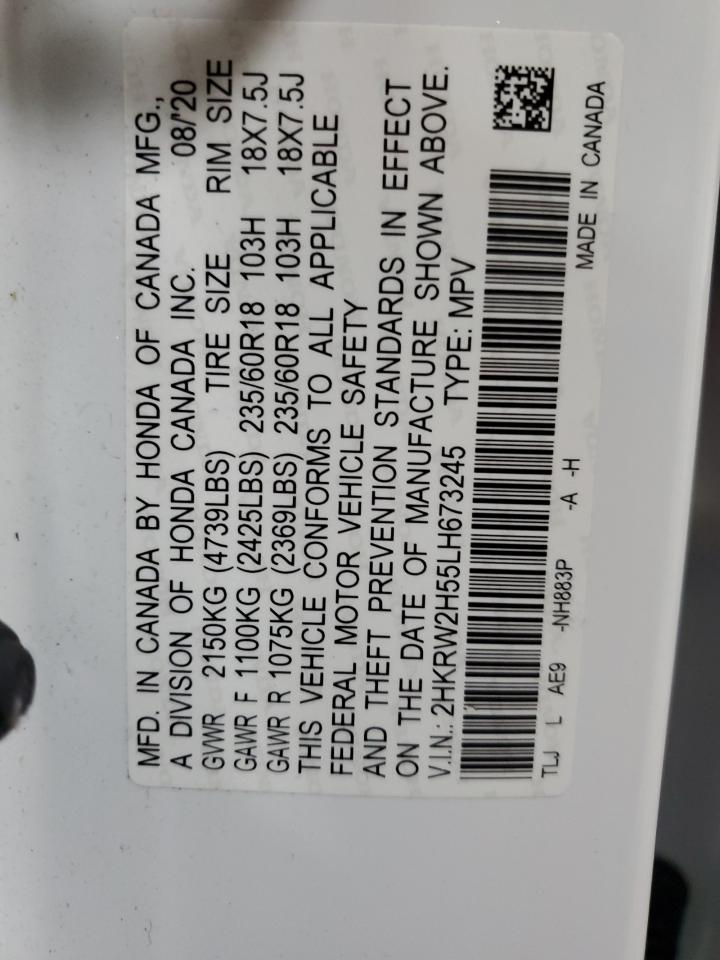 MFD. IN CANADA BY HONDA OF CANADA MFG.,
A DIVISION OF HONDA CANADA INC. 08/'20
GVWR 2150KG (4739LBS) TIRE SIZE RIM SIZE
GAWR F 1100KG (2425LBS) 235/60R18 103H 18X7.5J
GAWR R 1075KG (2369LBS) 235/60R18 103H 18X7.5J
THIS VEHICLE CONFORMS TO ALL APPLICABLE
FEDERAL MOTOR VEHICLE SAFETY
AND THEFT PREVENTION STANDARDS IN EFFECT
ON THE DATE OF MANUFACTURE SHOWN ABOVE.
V.I.N.: 2HKRW2H55LH673245 TYPE: MPV
TLJ L AE9 -NH883P -A -H
MADE IN CANADA